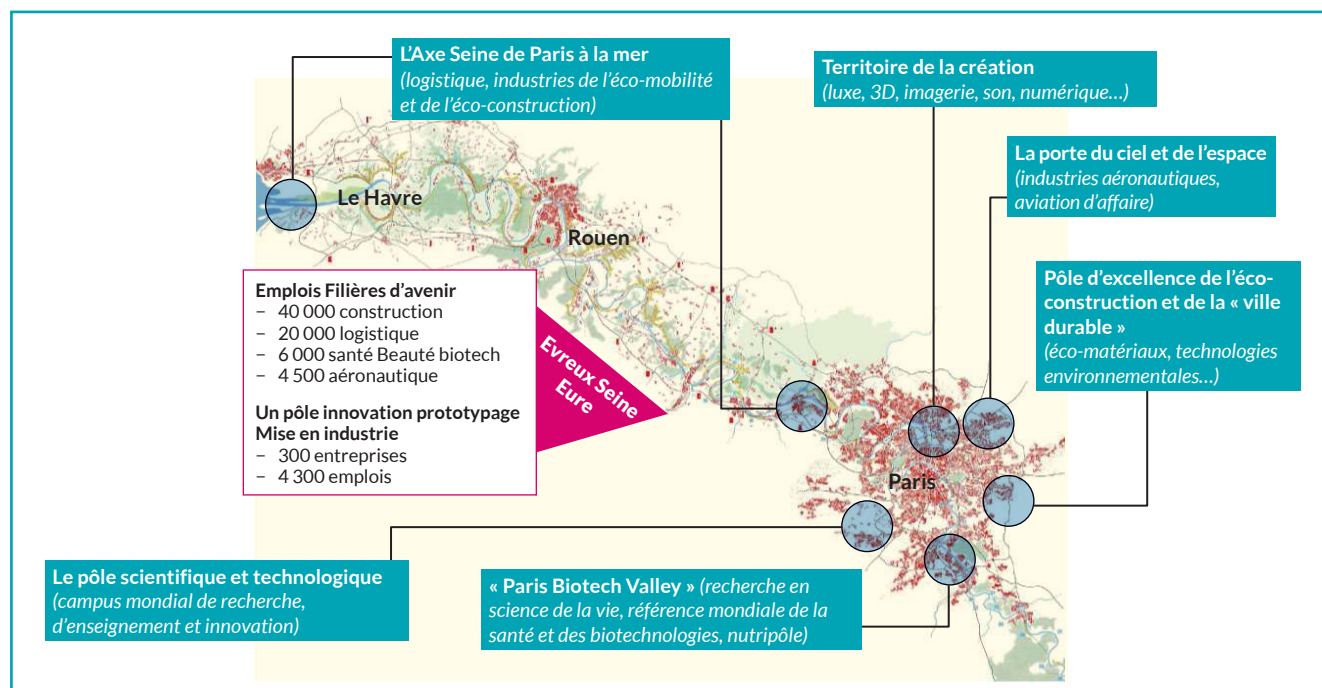 L'Axe Seine de Paris à la mer
(logistique, industries de l'éco-mobilité
et de l'éco-construction)
Territoire de la création
(luxe, 3D, imagerie, son, numérique…)
La porte du ciel et de l'espace
(industries aéronautiques,
aviation d'affaire)
Le Havre
Rouen
Pôle d'excellence de l'éco-
construction et de la « ville
durable »
(éco-matériaux, technologies
environnementales…)
Emplois Filières d'avenir
– 40 000 construction
– 20 000 logistique
– 6 000 santé Beauté biotech
– 4 500 aéronautique
Un pôle innovation prototypage
Mise en industrie
– 300 entreprises
– 4 300 emplois
Evreux Seine
Eure
Paris
Le pôle scientifique et technologique
(campus mondial de recherche,
d'enseignement et innovation)
« Paris Biotech Valley » (recherche en
science de la vie, référence mondiale de la
santé et des biotechnologies, nutripôle)